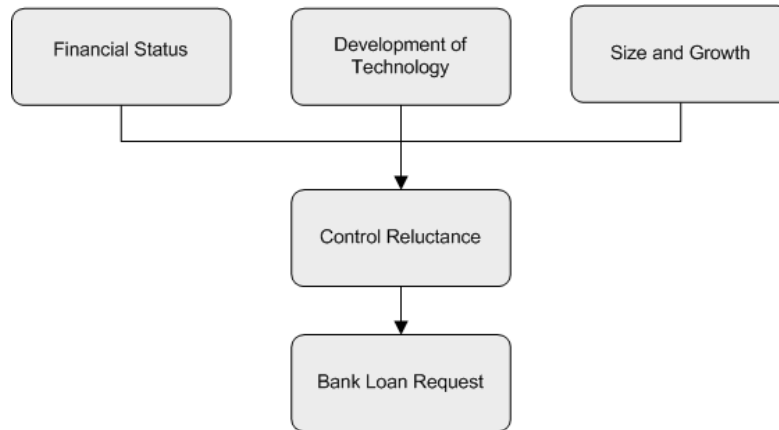 Financial Status
Development of
Technology
Size and Growth
Control Reluctance
Bank Loan Request